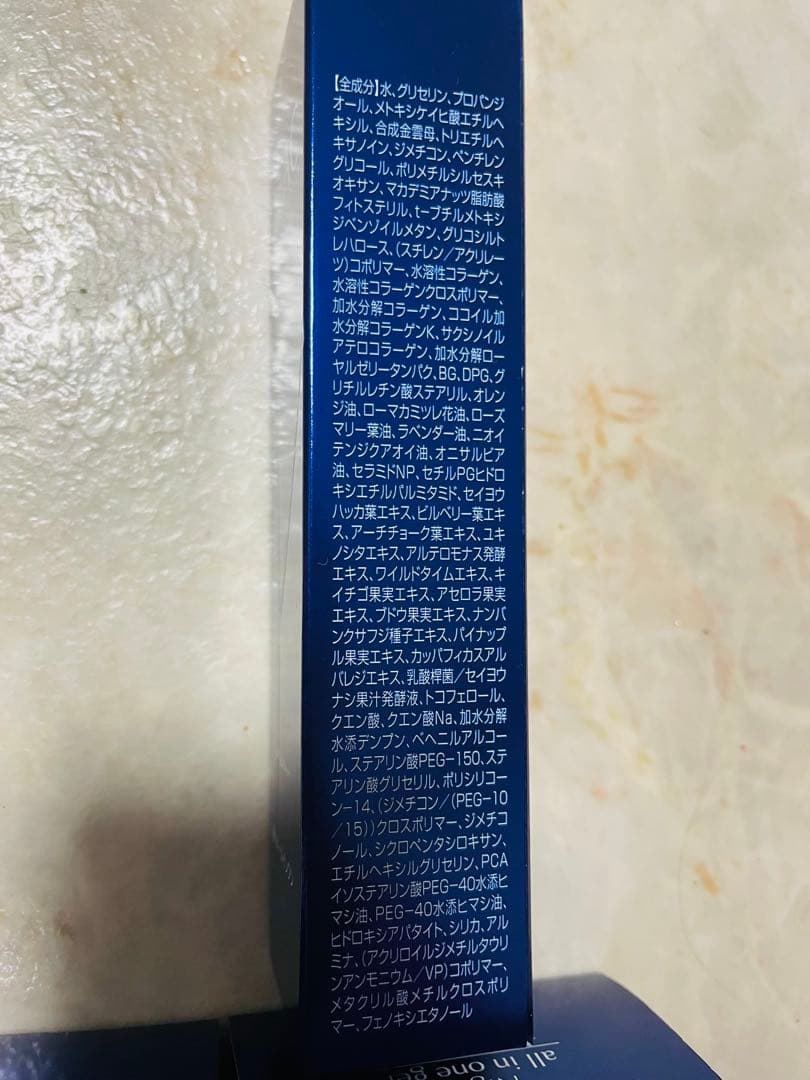 【全成分】水、グリセリン、プロパンジ
オール、メトキシケイヒ酸エチルヘ
キシル、合成金雲母、トリエチルヘ
キサノイン、ジメチコン、ペンチレン
グリコール、ポリメチルシルセスキ
オキサン、マカデミアナッツ脂肪酸
フィトステリル、t-ブチルメトキシ
ジベンゾイルメタン、グリコシルト
レハロース、(スチレン/アクリレー
ツ)コポリマー、水溶性コラーゲン、
水溶性コラーゲンクロスポリマー、
加水分解コラーゲン、ココイル加
水分解コラーゲンK、サクシノイル
アテロコラーゲン、加水分解ロー
ヤルゼリータンパク、BG、DPG、グ
リチルレチン酸ステアリル、オレン
ジ油、ローマカミツレ花油、ローズ
マリー葉油、ラベンダー油、ニオイ
テンジクアオイ油、オニサルビア
油、セラミドNP、セチルPGヒドロ
キシエチルパルミタミド、セイヨウ
ハッカ葉エキス、ビルベリー葉エキ
ス、アーチチョーク葉エキス、ユキ
ノシタエキス、アルテロモナス発酵
エキス、ワイルドタイムエキス、キ
イチゴ果実エキス、アセロラ果実
エキス、ブドウ果実エキス、ナンバ
ンクサフジ種子エキス、パイナップ
ル果実エキス、カッパフィカスアル
バレジエキス、乳酸桿菌/セイヨウ
ナシ果汁発酵液、トコフェロール、
クエン酸、クエン酸Na、加水分解
水添デンプン、ベヘニルアルコー
ル、ステアリン酸PEG-150、ステ
アリン酸グリセリル、ポリシリコー
ン-14、(ジメチコン/(PEG-10
/15))クロスポリマー、ジメチコ
ノール、シクロペンタシロキサン、
エチルヘキシルグリセリン、PCA
イソステアリン酸PEG-40水添ヒ
マシ油、PEG-40水添ヒマシ油、
ヒドロキシアパタイト、シリカ、アル
ミナ、(アクリロイルジメチルタウリ
ンアンモニウム/VP)コポリマー、
メタクリル酸メチルクロスポリ
マー、フェノキシエタノール
all in one gel